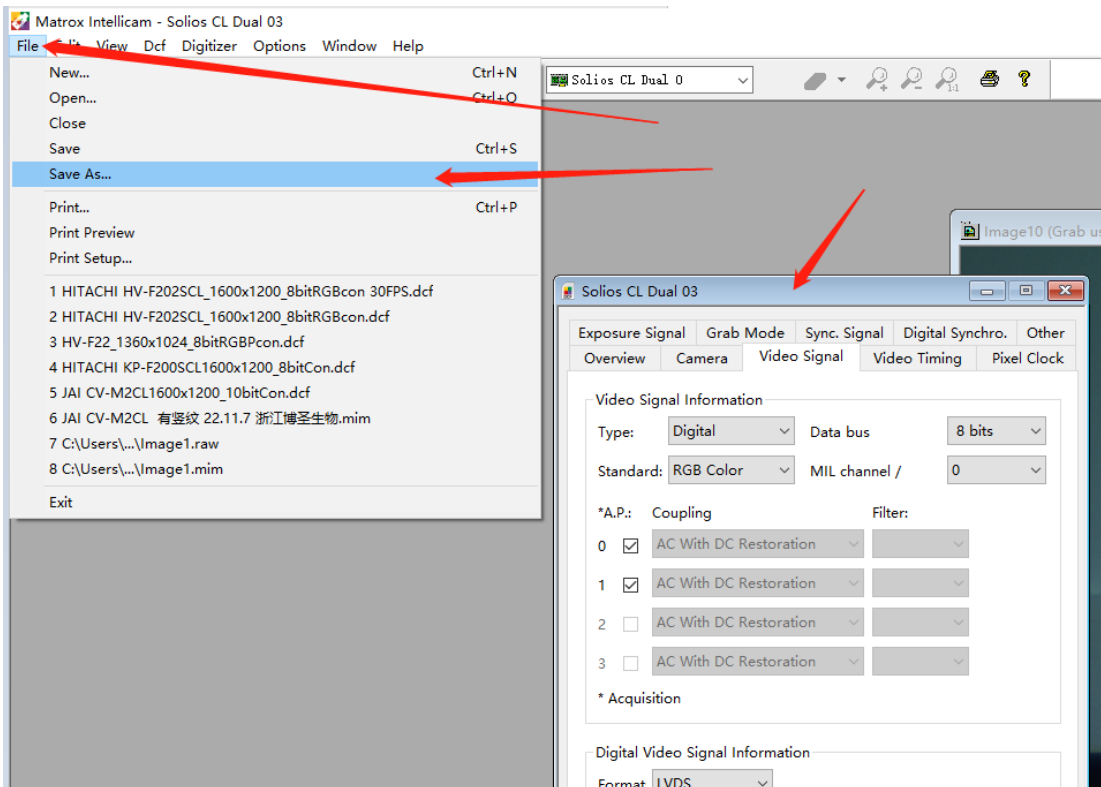 Matrox Intellicam - Solios CL Dual 03
File Edit View Dcf Digitizer Options Window Help
New... Ctrl+N
Open... Ctrl+O
Close
Save Ctrl+S
Save As...
Print... Ctrl+P
Print Preview
Print Setup...
1 HITACHI HV-F202SCL_1600x1200_8bitRGBcon 30FPS.dcf
2 HITACHI HV-F202SCL_1600x1200_8bitRGBcon.dcf
3 HV-F22_1360x1024_8bitRGBPcon.dcf
4 HITACHI KP-F200SCL1600x1200_8bitCon.dcf
5 JAI CV-M2CL1600x1200_10bitCon.dcf
6 JAI CV-M2CL 有竖纹 22.11.7 浙江博圣生物.mim
7 C:\Users\...\Image1.raw
8 C:\Users\...\Image1.mim
Exit
Solios CL Dual 0
1:1
Image10 (Grab us
Solios CL Dual 03
Exposure Signal Grab Mode Sync. Signal Digital Synchro. Other
Overview Camera Video Signal Video Timing Pixel Clock
Video Signal Information
Type: Digital Data bus 8 bits
Standard: RGB Color MIL channel / 0
*A.P.: Coupling Filter:
0 AC With DC Restoration
1 AC With DC Restoration
2 AC With DC Restoration
3 AC With DC Restoration
* Acquisition
Digital Video Signal Information
Format LVDS